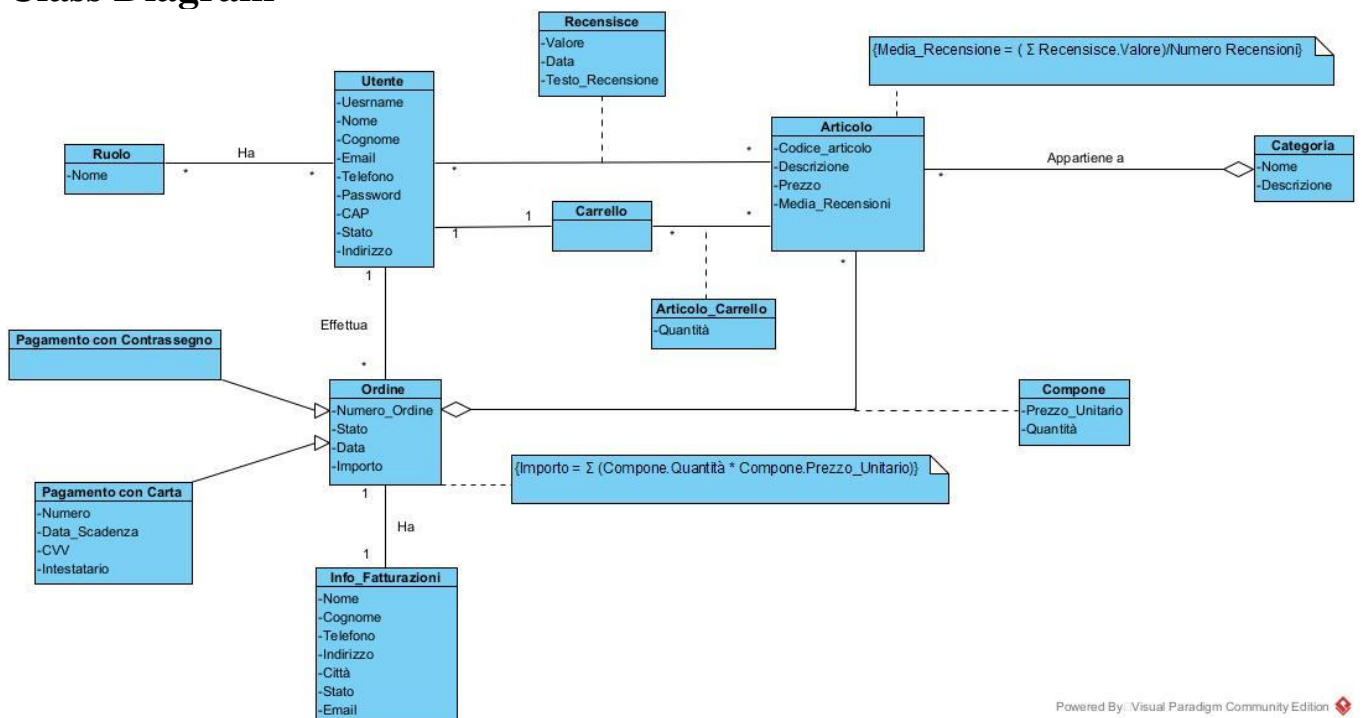 Class Diagram
Recensisce
-Valore
-Data
-Testo_Recensione
{Media_Recensione = ( Σ Recensisce.Valore)/Numero Recensioni}
Utente
-Uesrname
-Nome
-Cognome
-Email
-Telefono
-Password
-CAP
-Stato
-Indirizzo
Ruolo
-Nome
Ha
*
*
*
*
Articolo
-Codice_articolo
-Descrizione
-Prezzo
-Media_Recensioni
Appartiene a
*
Categoria
-Nome
-Descrizione
1
1
Carrello
*
*
Articolo_Carrello
-Quantità
1
Effettua
*
*
Pagamento con Contrassegno
Ordine
-Numero_Ordine
-Stato
-Data
-Importo
Compone
-Prezzo_Unitario
-Quantità
{Importo = Σ (Compone.Quantità * Compone.Prezzo_Unitario)}
Pagamento con Carta
-Numero
-Data_Scadenza
-CVV
-Intestatario
1
Ha
1
Info_Fatturazioni
-Nome
-Cognome
-Telefono
-Indirizzo
-Città
-Stato
-Email
Powered By: Visual Paradigm Community Edition